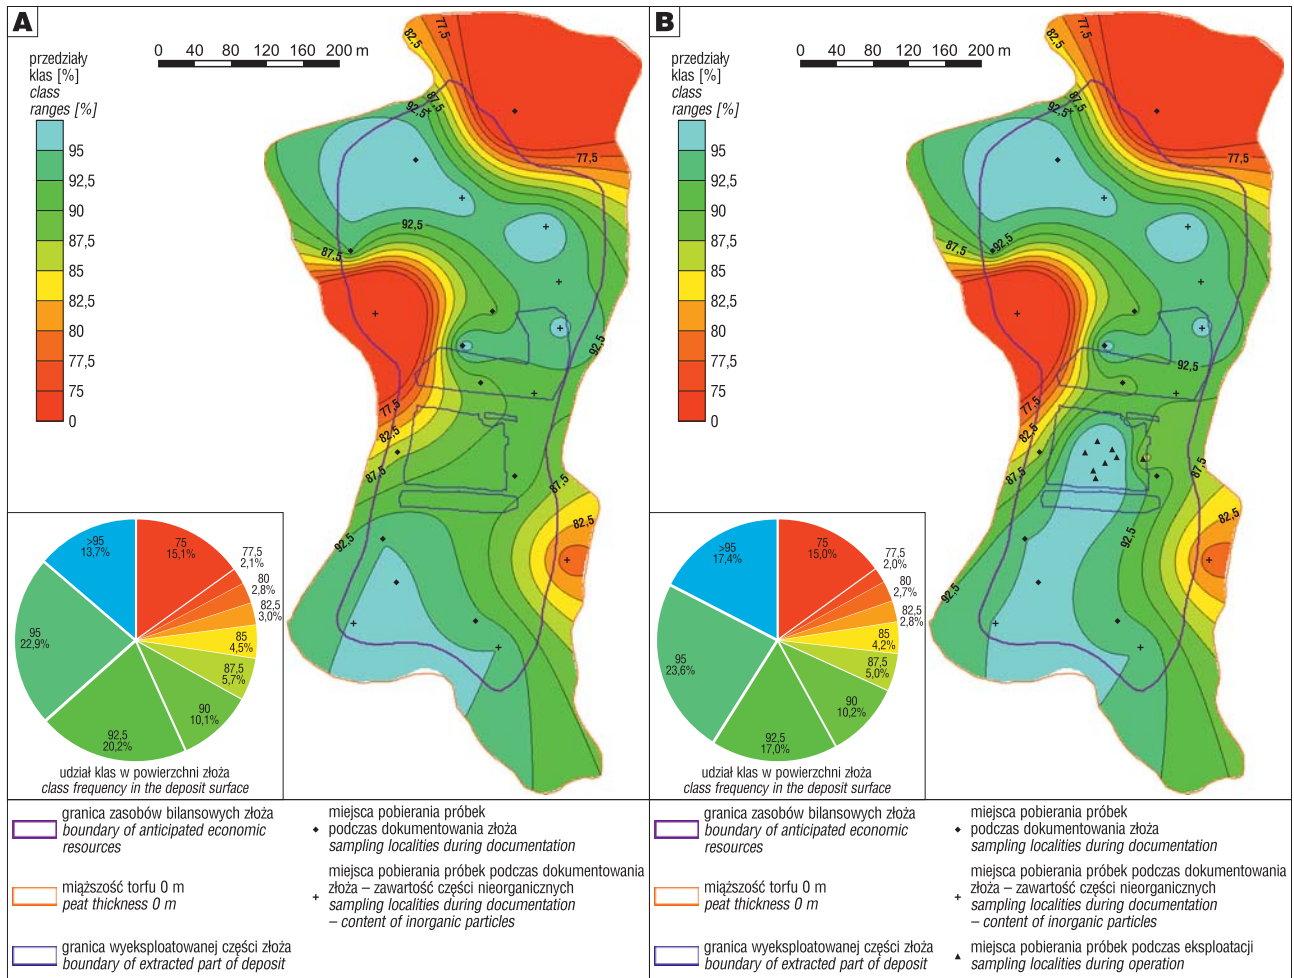 A
0 40 80 120 160 200 m
przedziały
klas [%]
class
ranges [%]
95
92,5
90
87,5
85
82,5
80
77,5
75
0
77,5
82,5
87,5
92,5
77,5
92,5
87,5
92,5
77,5
82,5
87,5
87,5
82,5
92,5
>95
13,7%
75
15,1%
77,5
2,1%
80
2,8%
82,5
3,0%
85
4,5%
87,5
5,7%
90
10,1%
92,5
20,2%
95
22,9%
udział klas w powierzchni złoża
class frequency in the deposit surface
granica zasobów bilansowych złoża
boundary of anticipated economic
resources
miąższość torfu 0 m
peat thickness 0 m
granica wyeksploatowanej części złoża
boundary of extracted part of deposit
miejsca pobierania próbek
podczas dokumentowania złoża
sampling localities during documentation
miejsca pobierania próbek podczas dokumentowania
złoża – zawartość części nieorganicznych
sampling localities during documentation
– content of inorganic particles
B
0 40 80 120 160 200 m
przedziały
klas [%]
class
ranges [%]
95
92,5
90
87,5
85
82,5
80
77,5
75
0
77,5
82,5
87,5
92,5
77,5
87,5
92,5
92,5
77,5
82,5
87,5
87,5
82,5
92,5
92,5
>95
17,4%
75
15,0%
77,5
2,0%
80
2,7%
82,5
2,8%
85
4,2%
87,5
5,0%
90
10,2%
92,5
17,0%
95
23,6%
udział klas w powierzchni złoża
class frequency in the deposit surface
granica zasobów bilansowych złoża
boundary of anticipated economic
resources
miąższość torfu 0 m
peat thickness 0 m
granica wyeksploatowanej części złoża
boundary of extracted part of deposit
miejsca pobierania próbek
podczas dokumentowania złoża
sampling localities during documentation
miejsca pobierania próbek podczas dokumentowania
złoża – zawartość części nieorganicznych
sampling localities during documentation
– content of inorganic particles
miejsca pobierania próbek podczas eksploatacji
sampling localities during operation